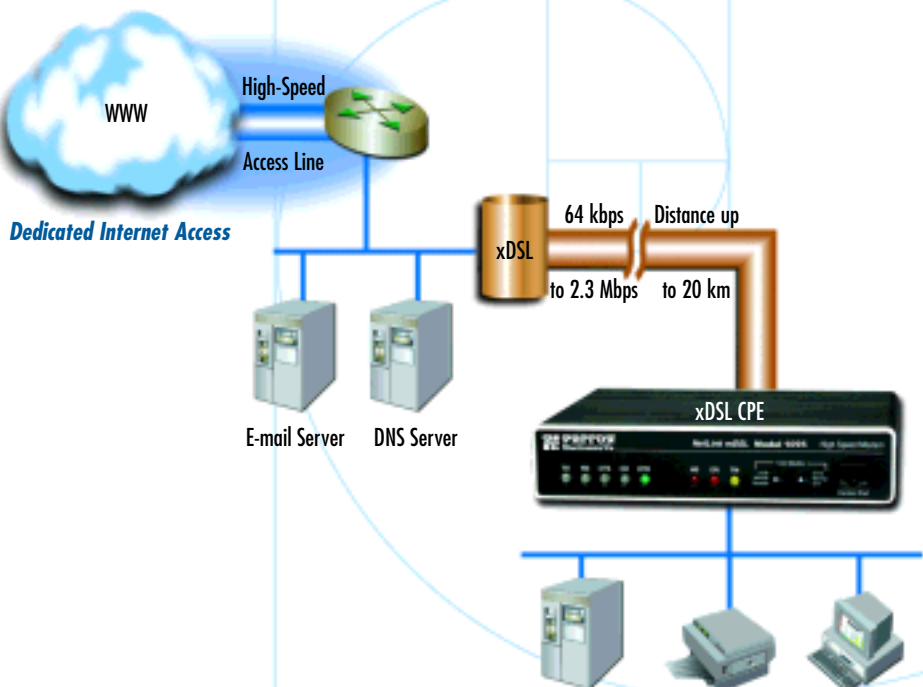 WWW
High-Speed
Access Line
Dedicated Internet Access
xDSL
64 kbps
to 2.3 Mbps
Distance up
to 20 km
E-mail Server
DNS Server
xDSL CPE
PATTON
Electronics
NetLink mDSL Model 1095
High Speed Modem